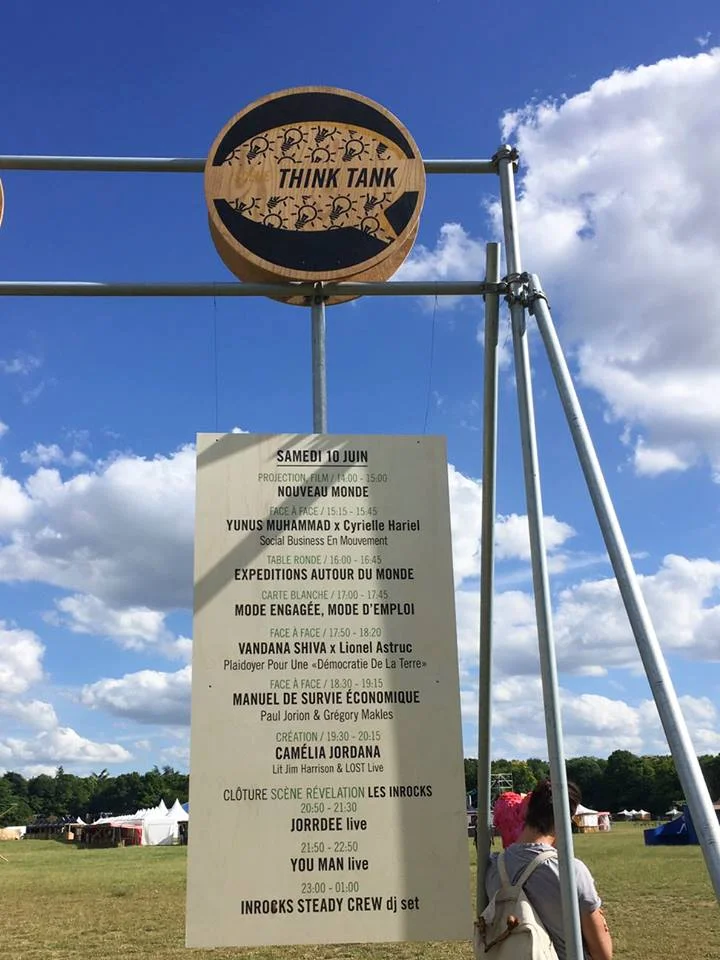 THINK TANK
SAMEDI 10 JUIN
PROJECTION, FILM / 14:00 - 15:00
NOUVEAU MONDE
FACE À FACE / 15:15 - 15:45
YUNUS MUHAMMAD x Cyrielle Hariel
Social Business En Mouvement
TABLE RONDE / 16:00 - 16:45
EXPEDITIONS AUTOUR DU MONDE
CARTE BLANCHE / 17:00 - 17:45
MODE ENGAGÉE, MODE D'EMPLOI
FACE À FACE / 17:50 - 18:20
VANDANA SHIVA x Lionel Astruc
Plaidoyer Pour Une «Démocratie De La Terre»
FACE À FACE / 18:30 - 19:15
MANUEL DE SURVIE ÉCONOMIQUE
Paul Jorion & Grégory Makles
CRÉATION / 19:30 - 20:15
CAMÉLIA JORDANA
Lit Jim Harrison & LOST Live
CLÔTURE SCÈNE RÉVELATION LES INROCKS
20:50 - 21:30
JORRDEE live
21:50 - 22:50
YOU MAN live
23:00 - 01:00
INROCKS STEADY CREW dj set